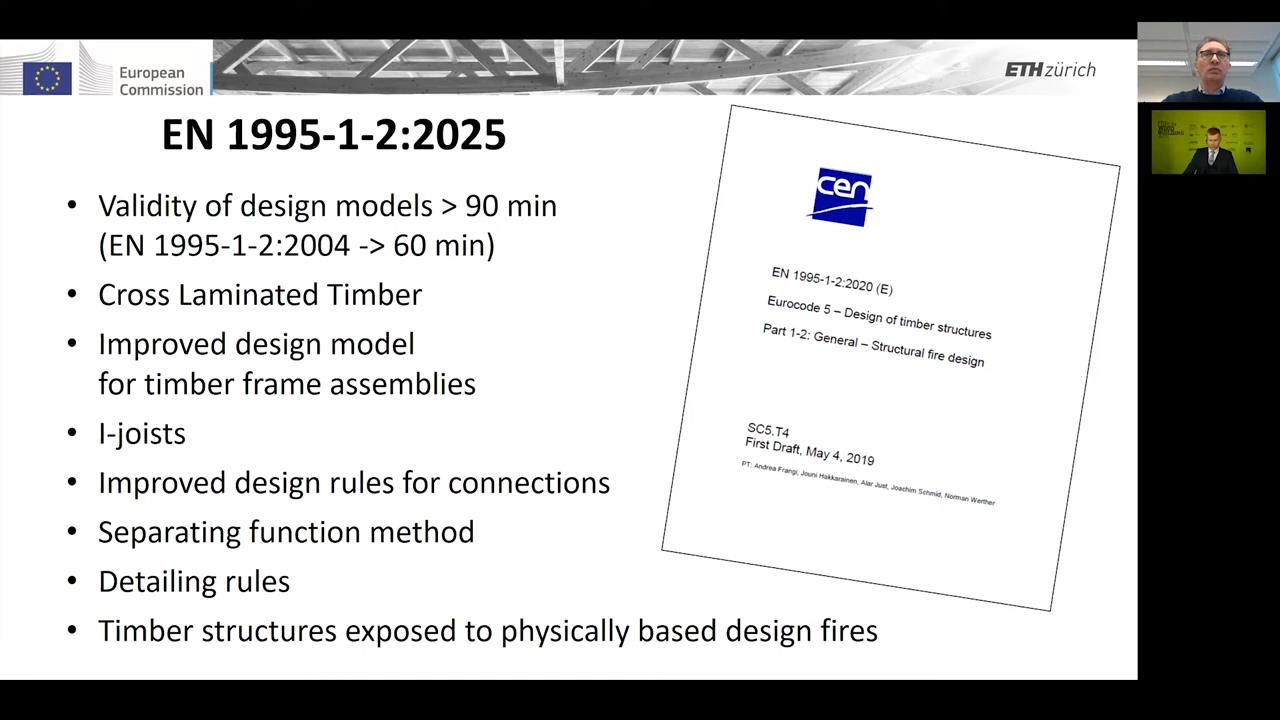 European
Commission
ETH zürich
EN 1995-1-2:2025
• Validity of design models > 90 min
(EN 1995-1-2:2004 -> 60 min)
• Cross Laminated Timber
• Improved design model
for timber frame assemblies
• I-joists
• Improved design rules for connections
• Separating function method
• Detailing rules
• Timber structures exposed to physically based design fires
cen
EN 1995-1-2:2020 (E)
Eurocode 5 – Design of timber structures
Part 1-2: General – Structural fire design
SC5.T4
First Draft, May 4, 2019
PT: Andrea Frangi, Jouni Hakkarainen, Alar Just, Joachim Schmid, Norman Werther